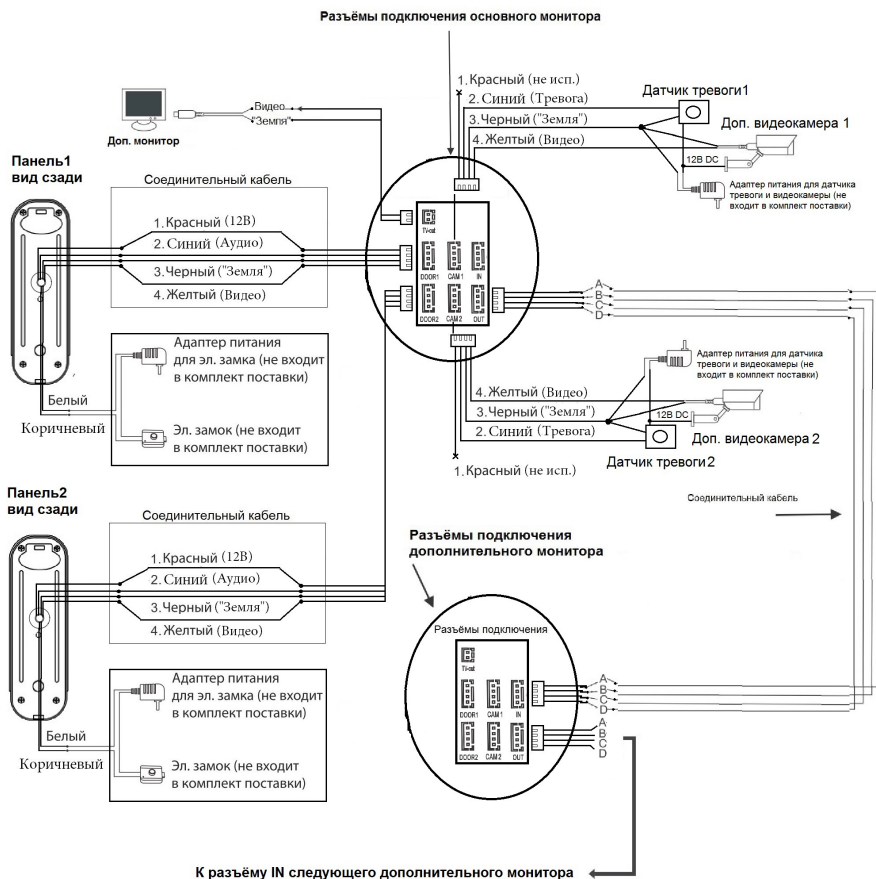 Разъёмы подключения основного монитора
1. Красный (не исп.)
2. Синий (Тревога)
3. Черный ("Земля")
4. Желтый (Видео)
Датчик тревоги1
Доп. видеокамера 1
12В DC
Адаптер питания для датчика
тревоги и видеокамеры (не
входит в комплект поставки)
Видео
"Земля"
Доп. монитор
Панель1
вид сзади
Соединительный кабель
1. Красный (12В)
2. Синий (Аудио)
3. Черный ("Земля")
4. Желтый (Видео)
TV-out
DOOR1
CAM 1
IN
DOOR2
CAM 2
OUT
A
B
C
D
Адаптер питания
для эл. замка (не входит
в комплект поставки)
Белый
Коричневый
Эл. замок (не входит
в комплект поставки)
Адаптер питания для датчика
тревоги и видеокамеры (не
входит в комплект поставки)
4. Желтый (Видео)
3. Черный ("Земля")
2. Синий (Тревога)
1. Красный (не исп.)
12В DC
Доп. видеокамера 2
Датчик тревоги2
Соединительный кабель
Панель2
вид сзади
Соединительный кабель
1. Красный (12В)
2. Синий (Аудио)
3. Черный ("Земля")
4. Желтый (Видео)
Разъёмы подключения
дополнительного монитора
Разъёмы подключения
TV-out
DOOR1
CAM 1
IN
DOOR2
CAM 2
OUT
A
B
C
D
A
B
C
D
Адаптер питания
для эл. замка (не входит
в комплект поставки)
Белый
Коричневый
Эл. замок (не входит
в комплект поставки)
К разъёму IN следующего дополнительного монитора